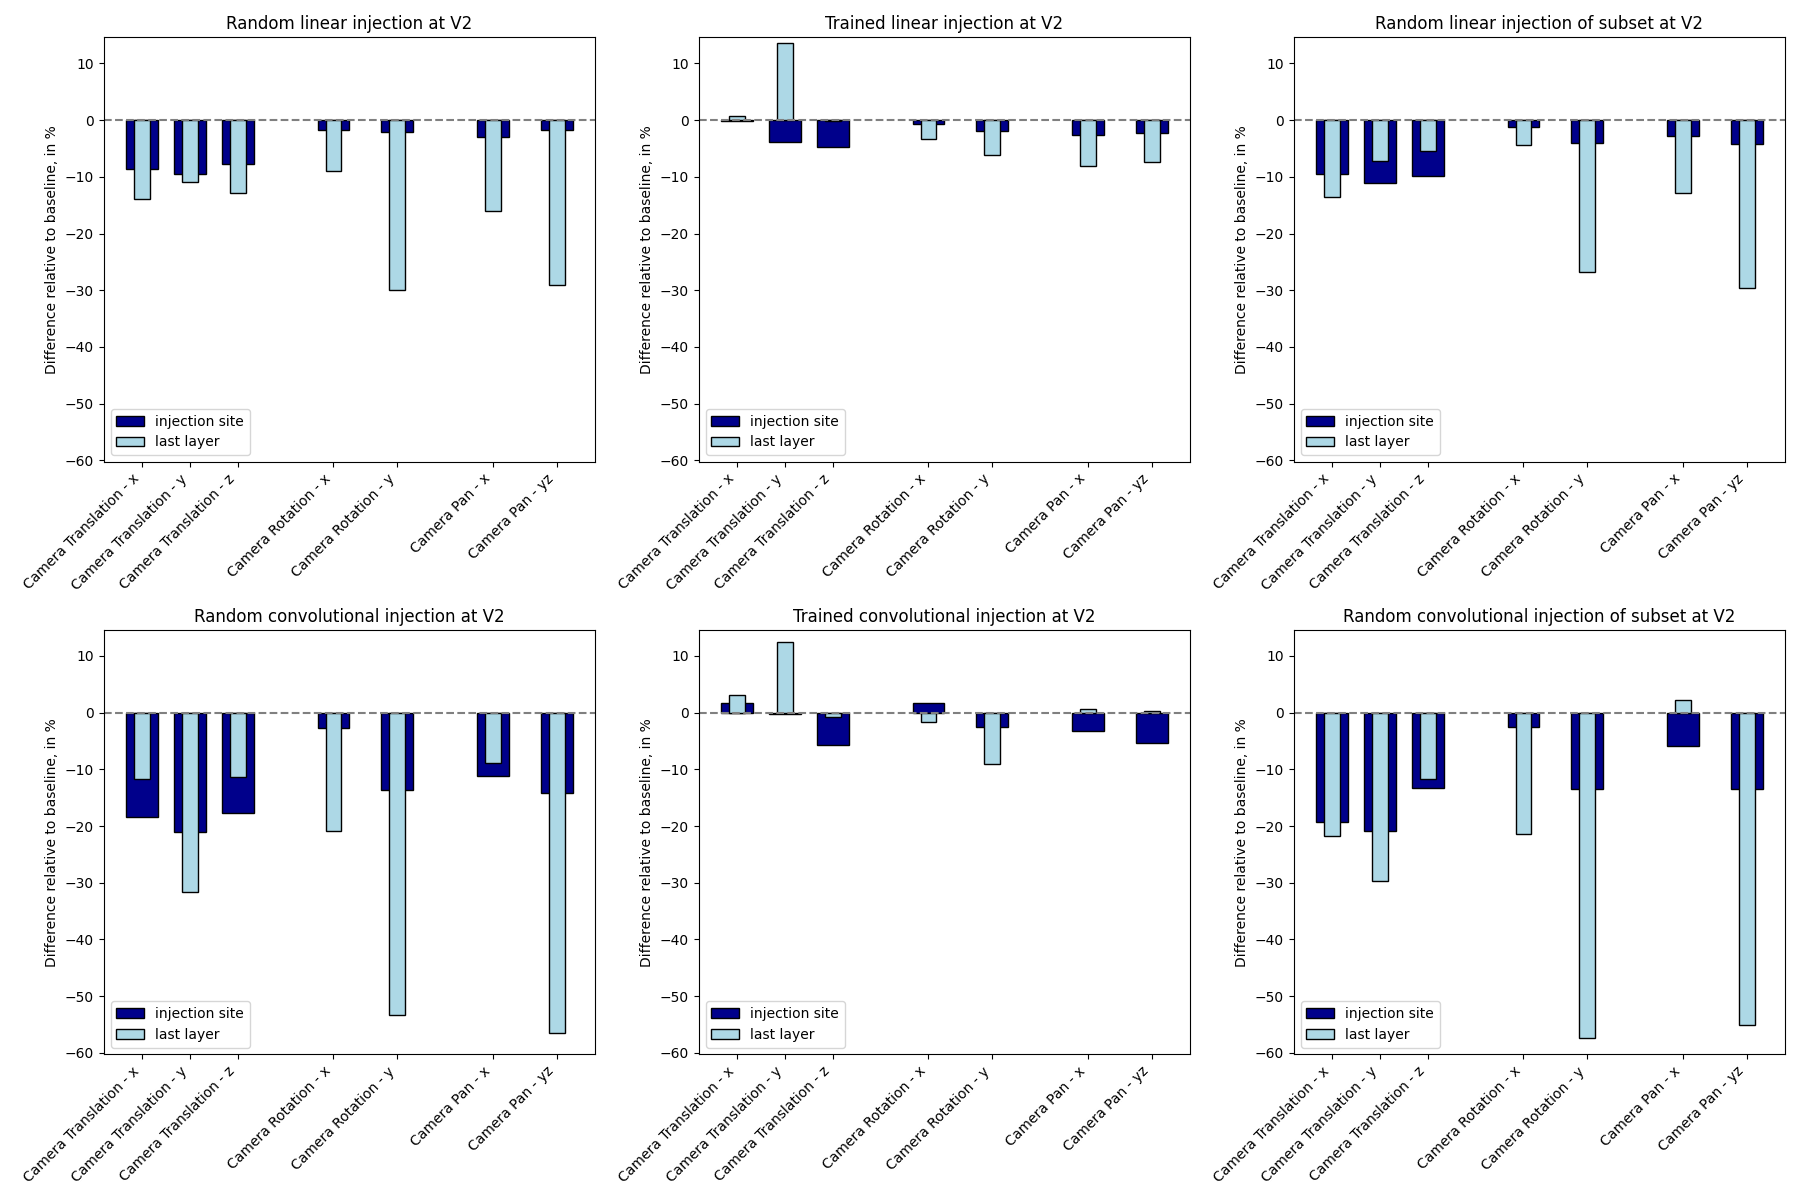 Random linear injection at V2
Difference relative to baseline, in %
10
0
−10
−20
−30
−40
−50
−60
injection site
last layer
Camera Translation - x
Camera Translation - y
Camera Translation - z
Camera Rotation - x
Camera Rotation - y
Camera Pan - x
Camera Pan - yz
Trained linear injection at V2
Difference relative to baseline, in %
10
0
−10
−20
−30
−40
−50
−60
injection site
last layer
Camera Translation - x
Camera Translation - y
Camera Translation - z
Camera Rotation - x
Camera Rotation - y
Camera Pan - x
Camera Pan - yz
Random linear injection of subset at V2
Difference relative to baseline, in %
10
0
−10
−20
−30
−40
−50
−60
injection site
last layer
Camera Translation - x
Camera Translation - y
Camera Translation - z
Camera Rotation - x
Camera Rotation - y
Camera Pan - x
Camera Pan - yz
Random convolutional injection at V2
Difference relative to baseline, in %
10
0
−10
−20
−30
−40
−50
−60
injection site
last layer
Camera Translation - x
Camera Translation - y
Camera Translation - z
Camera Rotation - x
Camera Rotation - y
Camera Pan - x
Camera Pan - yz
Trained convolutional injection at V2
Difference relative to baseline, in %
10
0
−10
−20
−30
−40
−50
−60
injection site
last layer
Camera Translation - x
Camera Translation - y
Camera Translation - z
Camera Rotation - x
Camera Rotation - y
Camera Pan - x
Camera Pan - yz
Random convolutional injection of subset at V2
Difference relative to baseline, in %
10
0
−10
−20
−30
−40
−50
−60
injection site
last layer
Camera Translation - x
Camera Translation - y
Camera Translation - z
Camera Rotation - x
Camera Rotation - y
Camera Pan - x
Camera Pan - yz